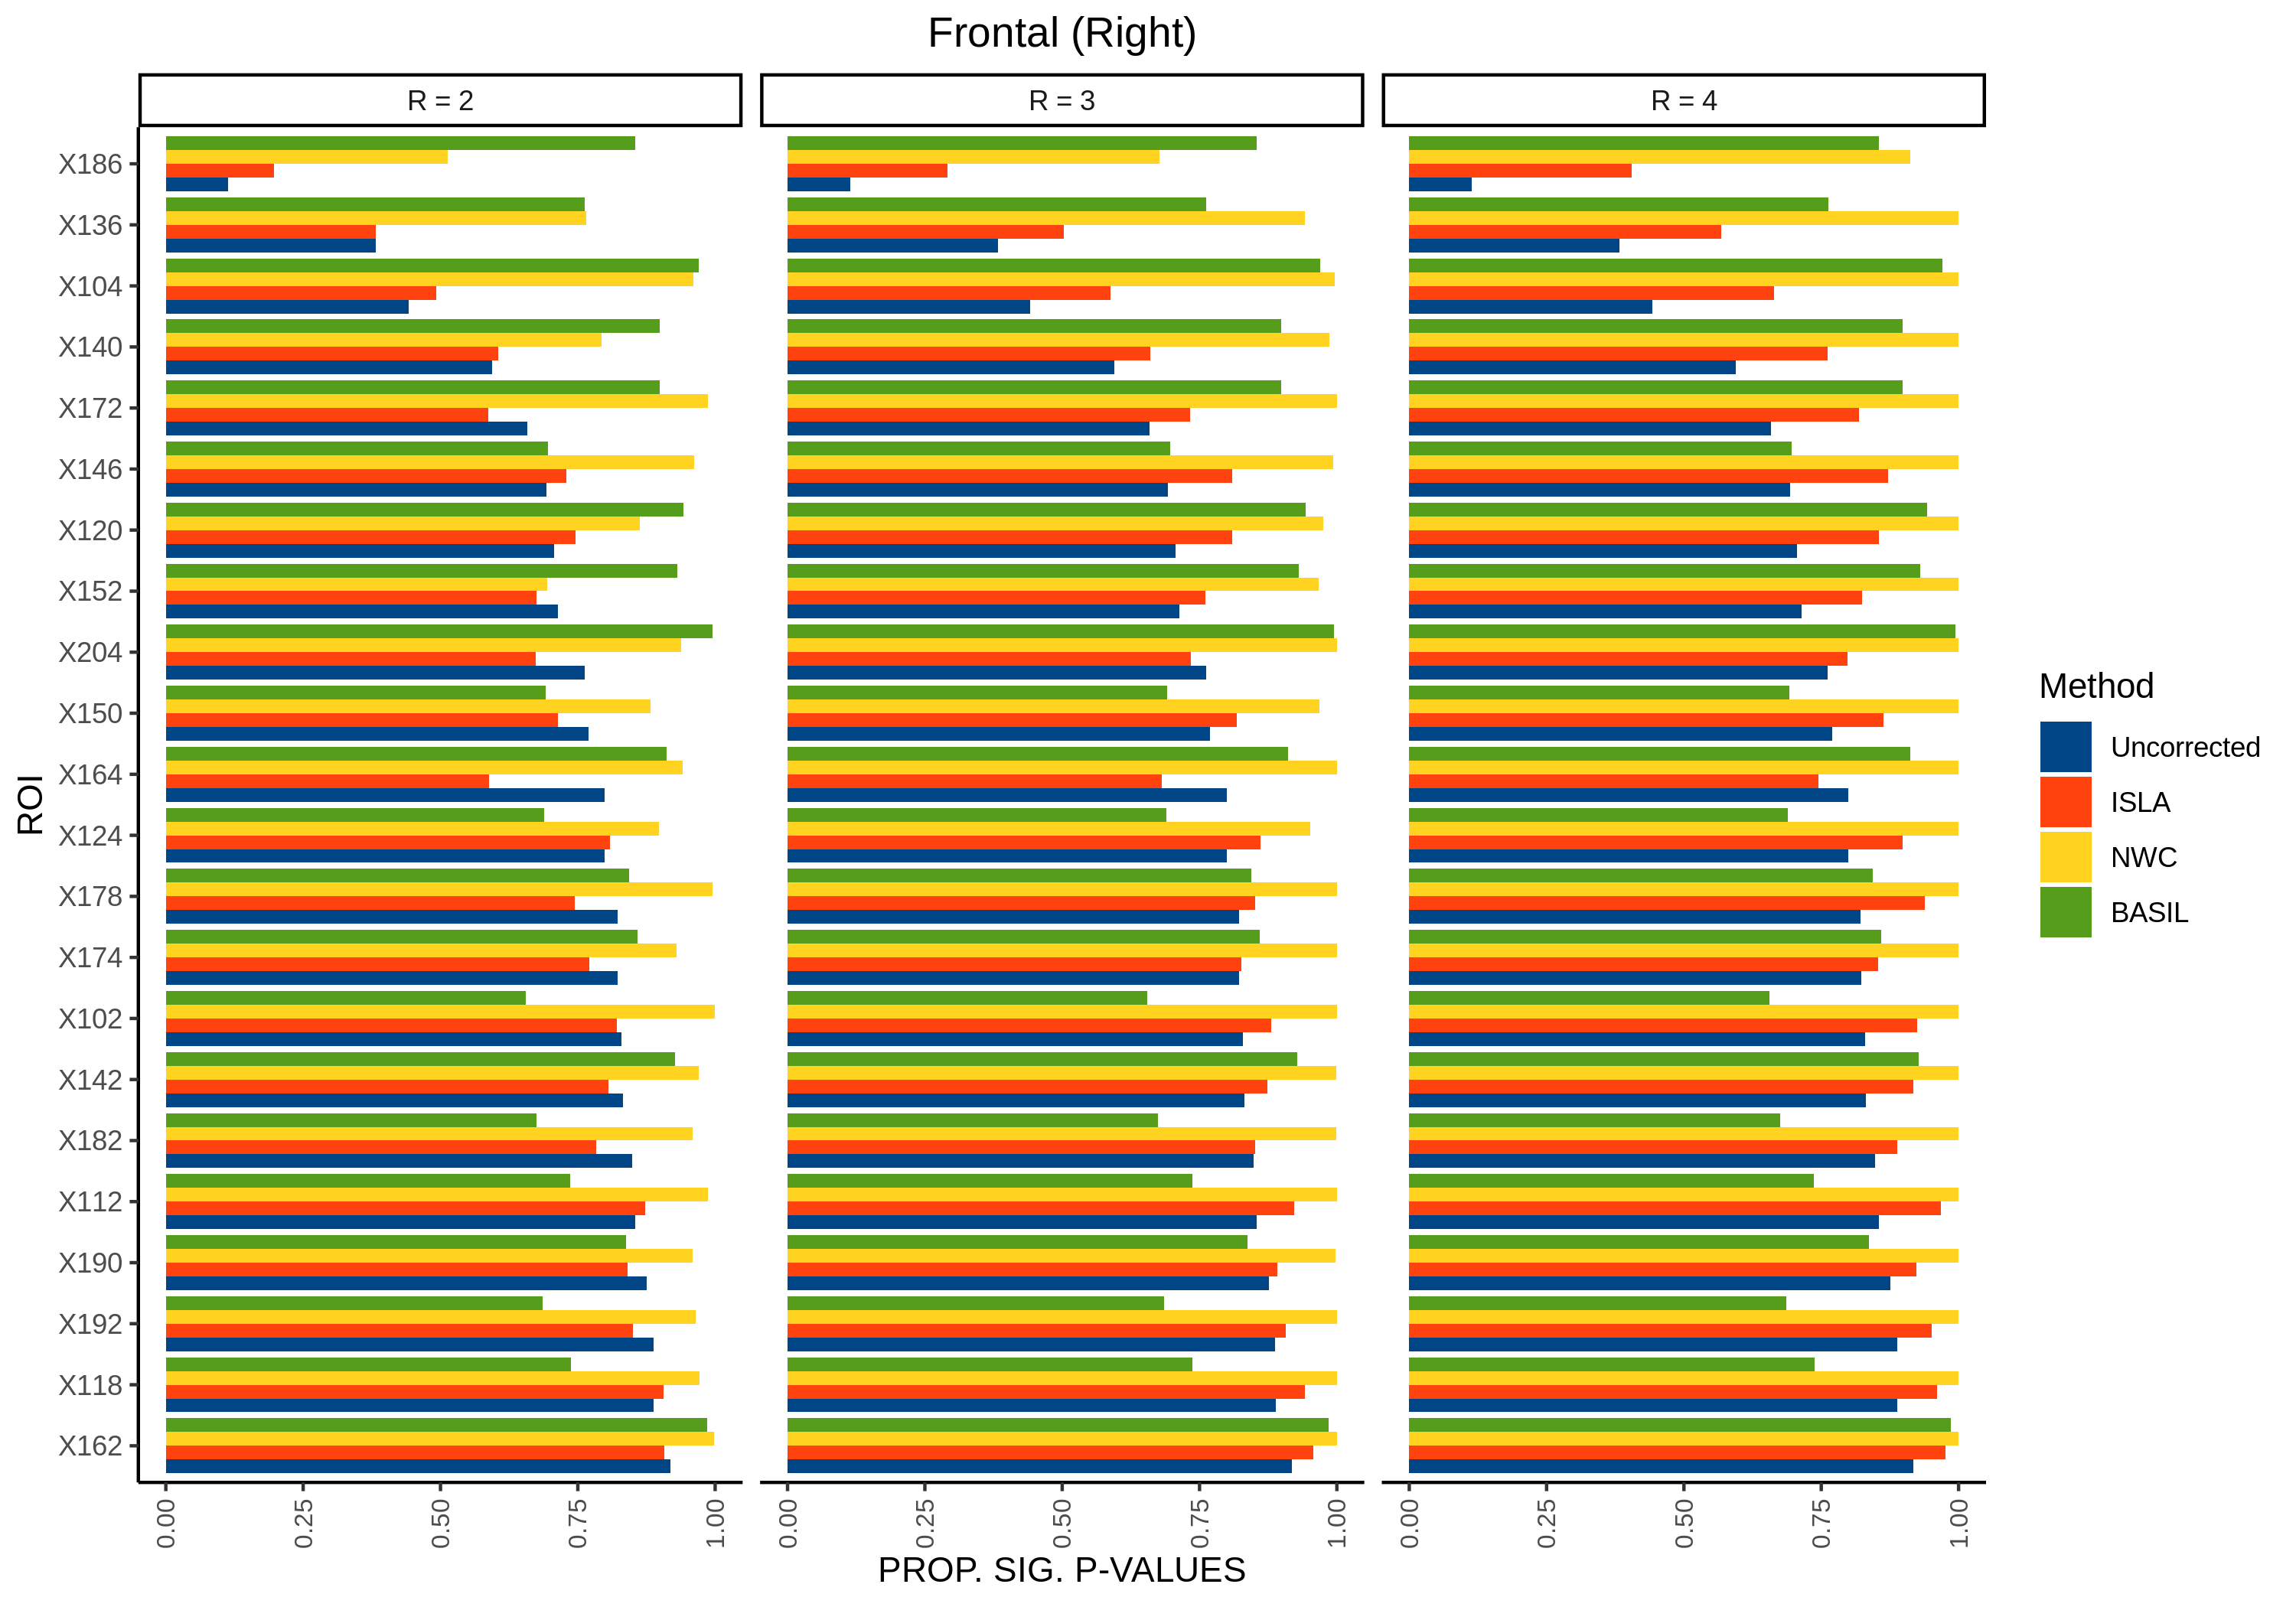 Frontal (Right)
R = 2
R = 3
R = 4
X186
X136
X104
X140
X172
X146
X120
X152
X204
X150
X164
X124
X178
X174
X102
X142
X182
X112
X190
X192
X118
X162
ROI
0.00
0.25
0.50
0.75
1.00
0.00
0.25
0.50
0.75
1.00
0.00
0.25
0.50
0.75
1.00
PROP. SIG. P-VALUES
Method
Uncorrected
ISLA
NWC
BASIL